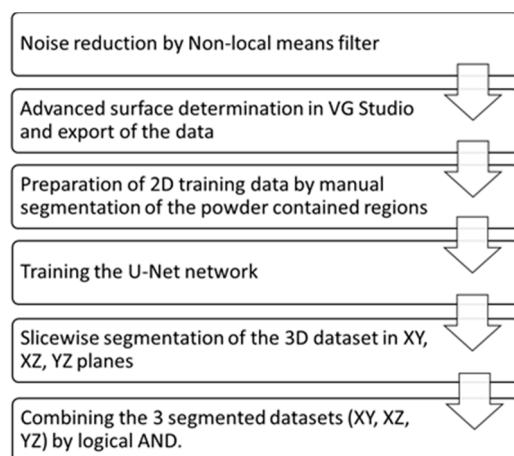 Noise reduction by Non-local means filter
Advanced surface determination in VG Studio
and export of the data
Preparation of 2D training data by manual
segmentation of the powder contained regions
Training the U-Net network
Slicewise segmentation of the 3D dataset in XY,
XZ, YZ planes
Combining the 3 segmented datasets (XY, XZ,
YZ) by logical AND.